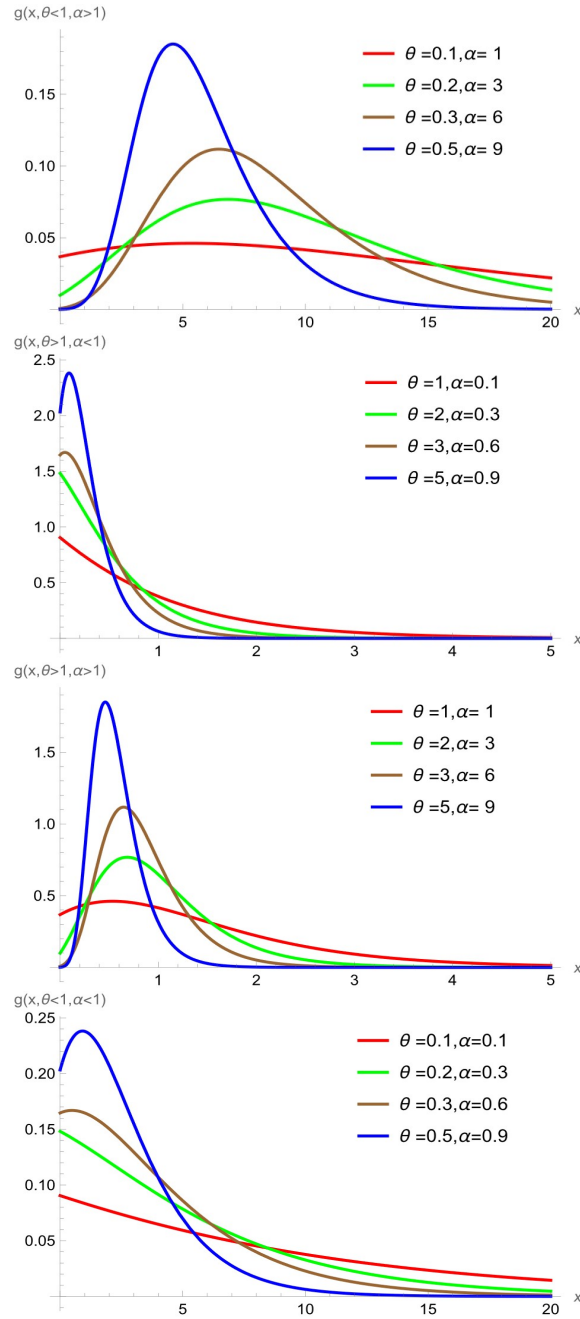 g(x,θ<1,α>1)
θ =0.1,α= 1
θ =0.2,α= 3
θ =0.3,α= 6
θ =0.5,α= 9
0.15
0.10
0.05
5 10 15 20 x
g(x,θ>1,α<1)
2.5
θ =1,α=0.1
θ =2,α=0.3
θ =3,α=0.6
θ =5,α=0.9
2.0
1.5
1.0
0.5
1 2 3 4 5 x
g(x,θ>1,α>1)
θ =1,α= 1
θ =2,α= 3
θ =3,α= 6
θ =5,α= 9
1.5
1.0
0.5
1 2 3 4 5 x
g(x,θ<1,α<1)
0.25
θ =0.1,α=0.1
θ =0.2,α=0.3
θ =0.3,α=0.6
θ =0.5,α=0.9
0.20
0.15
0.10
0.05
5 10 15 20 x